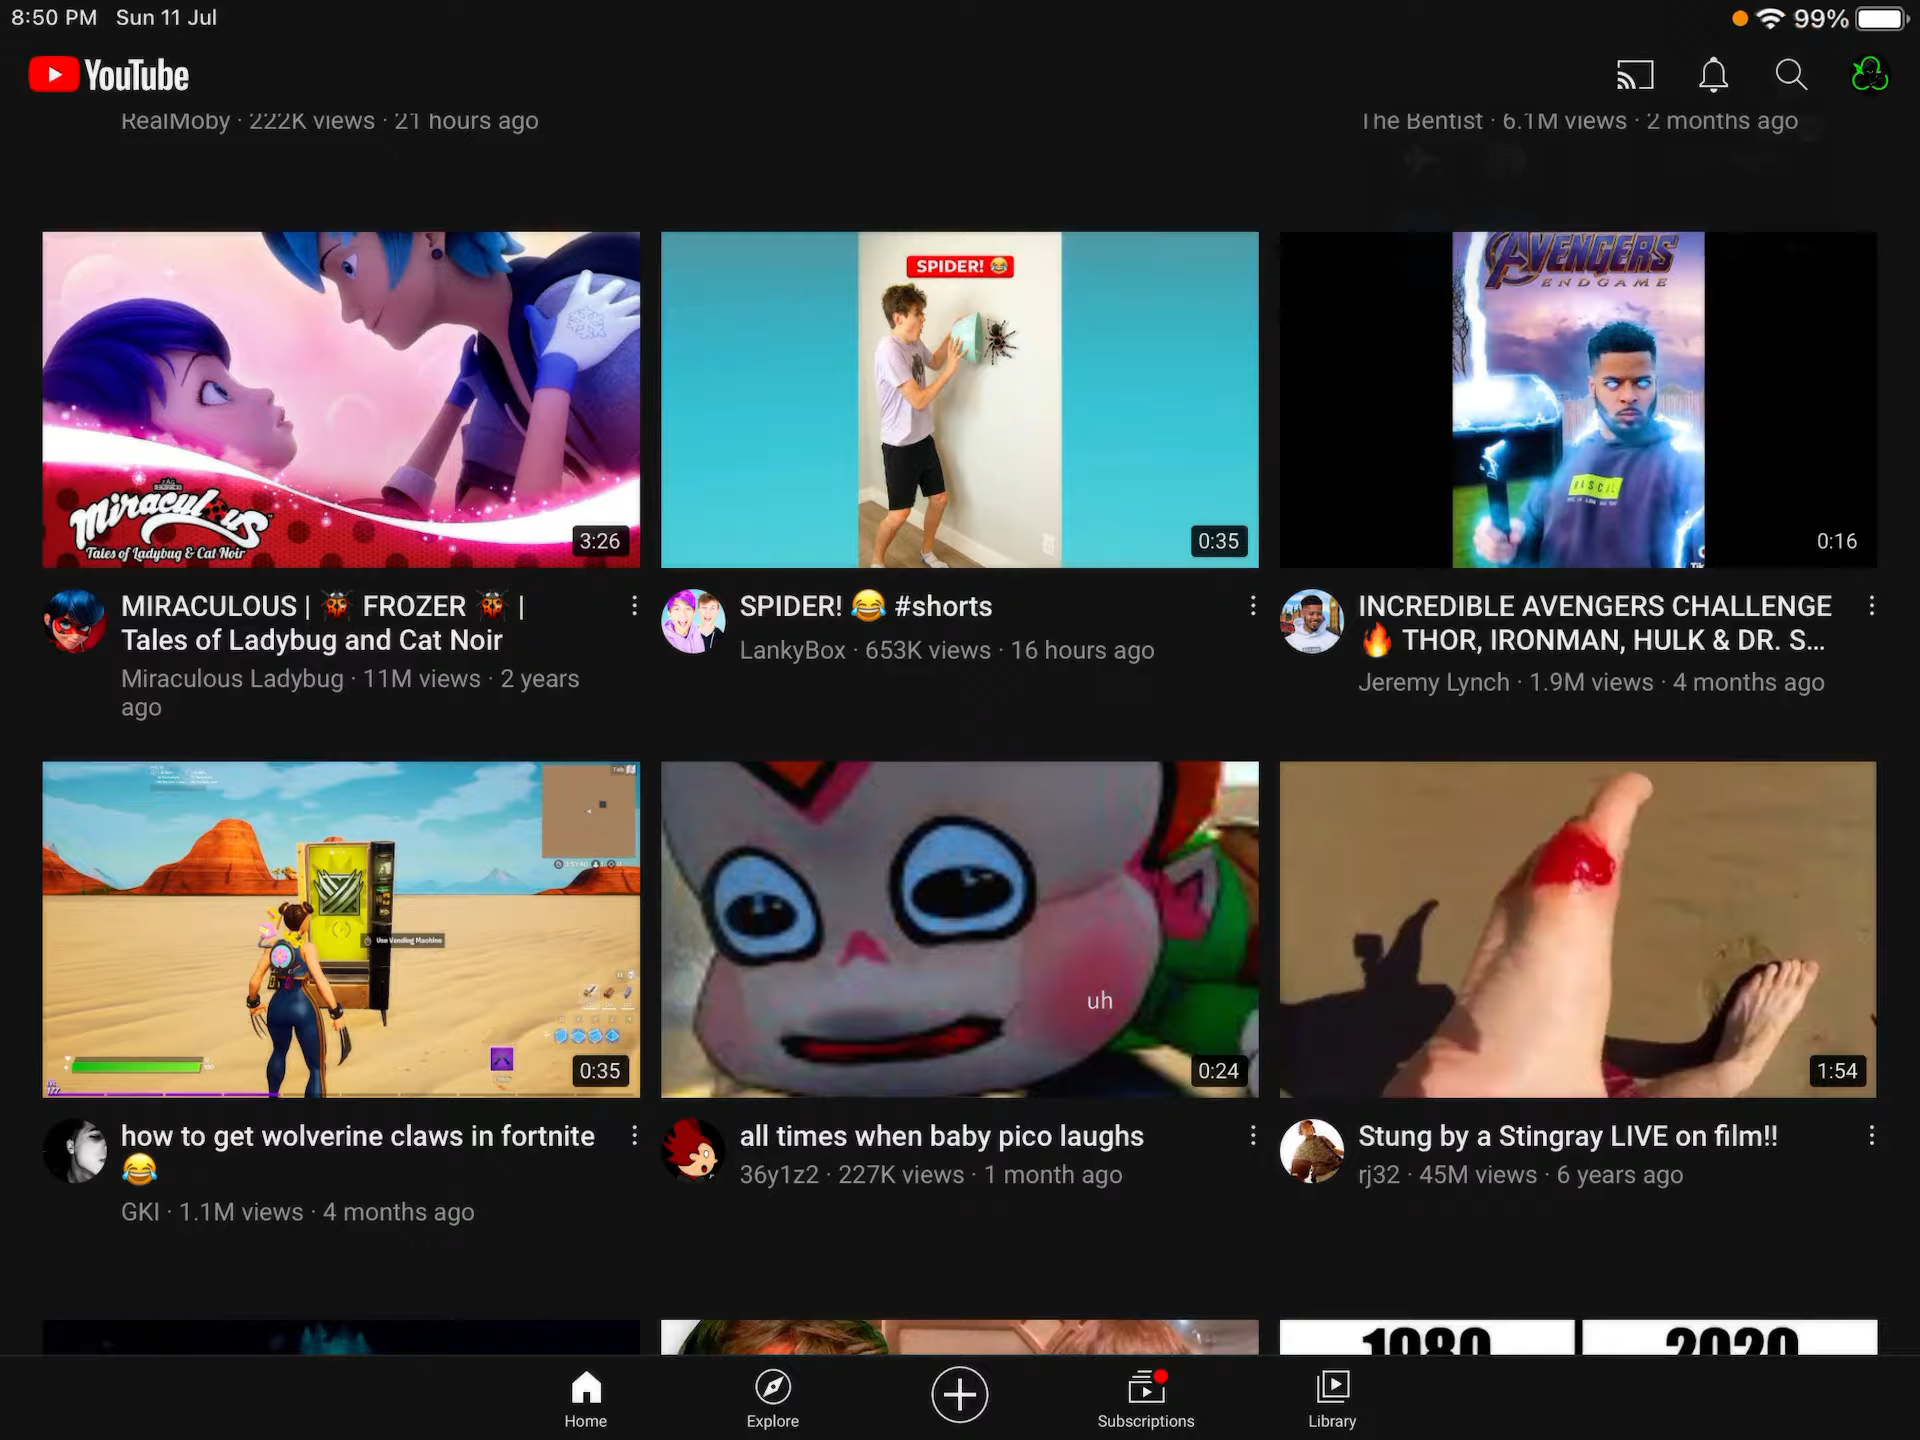 8:50 PM Sun 11 Jul
99%
YouTube
RealMoby · 222K views · 21 hours ago
The Bentist · 6.1M views · 2 months ago
Miraculous
Tales of Ladybug & Cat Noir
3:26
SPIDER! 😂
0:35
AVENGERS
ENDGAME
RASCAL
0:16
MIRACULOUS | 🐞 FROZER 🐞 |
Tales of Ladybug and Cat Noir
Miraculous Ladybug · 11M views · 2 years
ago
SPIDER! 😂 #shorts
LankyBox · 653K views · 16 hours ago
INCREDIBLE AVENGERS CHALLENGE
🔥 THOR, IRONMAN, HULK & DR. S...
Jeremy Lynch · 1.9M views · 4 months ago
Tab
Use Vending Machine
0:35
uh
0:24
1:54
how to get wolverine claws in fortnite
😂
GKI · 1.1M views · 4 months ago
all times when baby pico laughs
36y1z2 · 227K views · 1 month ago
Stung by a Stingray LIVE on film!!
rj32 · 45M views · 6 years ago
1980
2020
Home
Explore
Subscriptions
Library